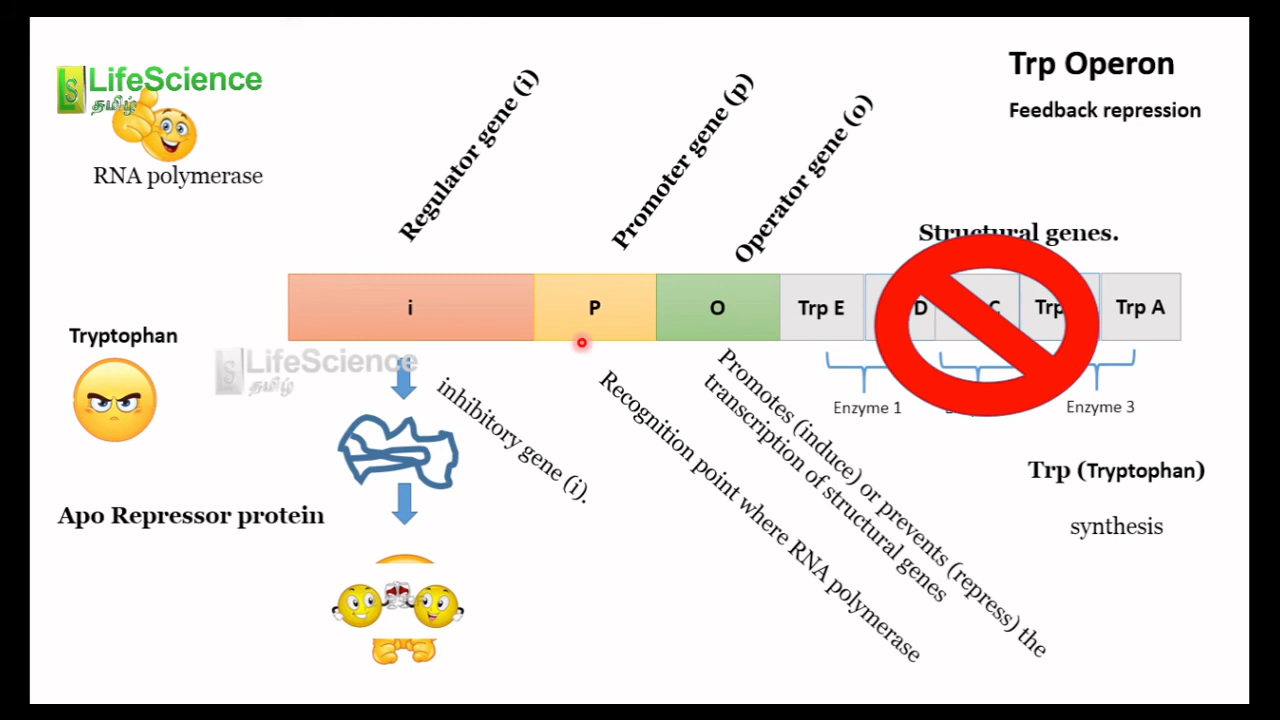 LifeScience
தமிழ்
RNA polymerase
Trp Operon
Feedback repression
Regulator gene (i)
Promoter gene (p)
Operator gene (o)
Structural genes.
i
P
O
Trp E
D
C
Trp
Trp A
Tryptophan
LifeScience
தமிழ்
Enzyme 1
Enzyme 3
inhibitory gene (i).
Recognition point where RNA polymerase
Promotes (induce) or prevents (repress) the
transcription of structural genes
Apo Repressor protein
Trp (Tryptophan)
synthesis